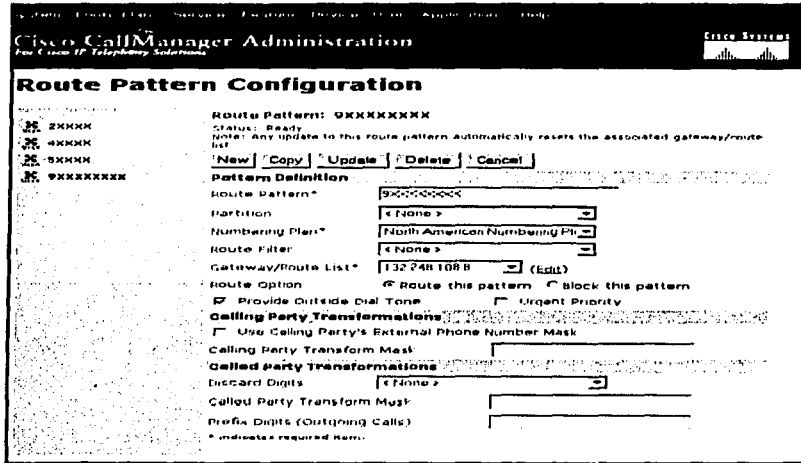 Cisco CallManager Administration
For Cisco IP Telephony Solutions
Cisco Systems
Route Pattern Configuration
2XXXX
4XXXX
5XXXX
9XXXXXXXX
Route Pattern: 9XXXXXXXX
Status: Ready
Note: Any update to this route pattern automatically resets the associated gateway/route
list
New Copy Update Delete Cancel
Pattern Definition
Route Pattern*
Partition < None >
Numbering Plan* North American Numbering Pl
Route Filter < None >
Gateway/Route List* 132.248.108.8 (Edit)
Route Option Route this pattern Block this pattern
Provide Outside Dial Tone Urgent Priority
Calling Party Transformations
Use Calling Party's External Phone Number Mask
Calling Party Transform Mask
Called Party Transformations
Discard Digits < None >
Called Party Transform Mask
Prefix Digits (Outgoing Calls)
* indicates required item.